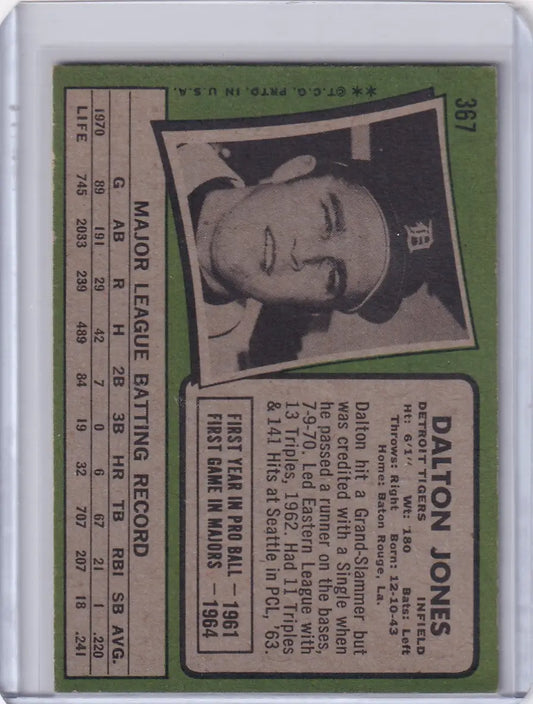 367
**©T.C.G. PRTD. IN U.S.A.
DALTON JONES
DETROIT TIGERS INFIELD
Ht: 6'1" Wt: 180 Bats: Left
Throws: Right Born: 12-10-43
Home: Baton Rouge, La.
Dalton hit a Grand-Slammer but
was credited with a Single when
he passed a runner on the bases,
7-9-70. Led Eastern League with
13 Triples, 1962. Had 11 Triples
& 141 Hits at Seattle in PCL, '63.
FIRST YEAR IN PRO BALL — 1961
FIRST GAME IN MAJORS — 1964
MAJOR LEAGUE BATTING RECORD
G AB R H 2B 3B HR TB RBI SB AVG.
1970 89 191 29 42 7 0 6 67 21 1 .220
LIFE 745 2033 239 489 84 19 32 707 207 18 .241